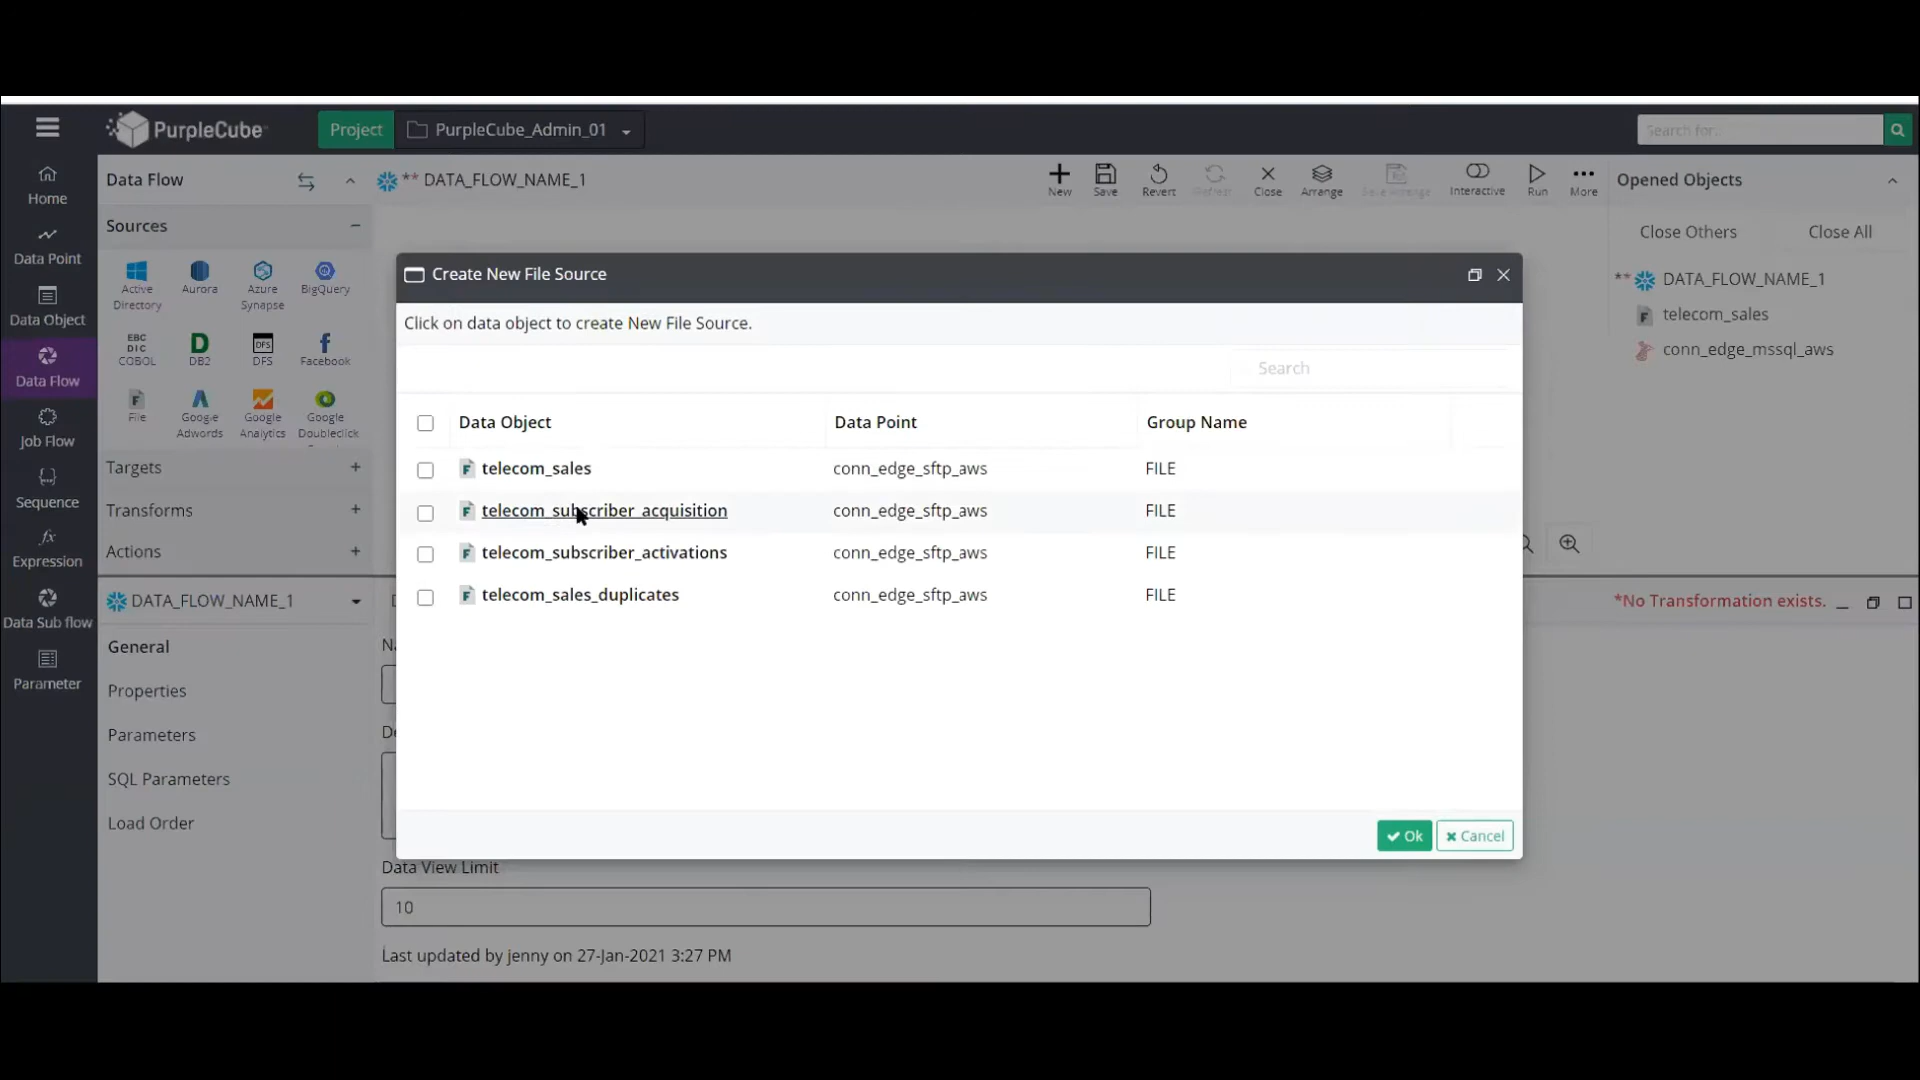 PurpleCube
Project
PurpleCube_Admin_01
Search for.
Home
Data Point
Data Object
Data Flow
Job Flow
Sequence
Expression
Data Sub flow
Parameter
Data Flow
** DATA_FLOW_NAME_1
New
Save
Revert
Refresh
Close
Arrange
Save Arrange
Interactive
Run
More
Opened Objects
Close Others
Close All
** DATA_FLOW_NAME_1
telecom_sales
conn_edge_mssql_aws
Sources
Active
Directory
Aurora
Azure
Synapse
BigQuery
EBC
DIC
COBOL
DB2
DFS
DFS
Facebook
File
Google
Adwords
Google
Analytics
Google
Doubleclick
Targets
Transforms
Actions
Create New File Source
Click on data object to create New File Source.
Search
Data Object Data Point Group Name
telecom_sales conn_edge_sftp_aws FILE
telecom_subscriber_acquisition conn_edge_sftp_aws FILE
telecom_subscriber_activations conn_edge_sftp_aws FILE
telecom_sales_duplicates conn_edge_sftp_aws FILE
Ok
Cancel
DATA_FLOW_NAME_1
*No Transformation exists.
General
Properties
Parameters
SQL Parameters
Load Order
Data View Limit
10
Last updated by jenny on 27-Jan-2021 3:27 PM